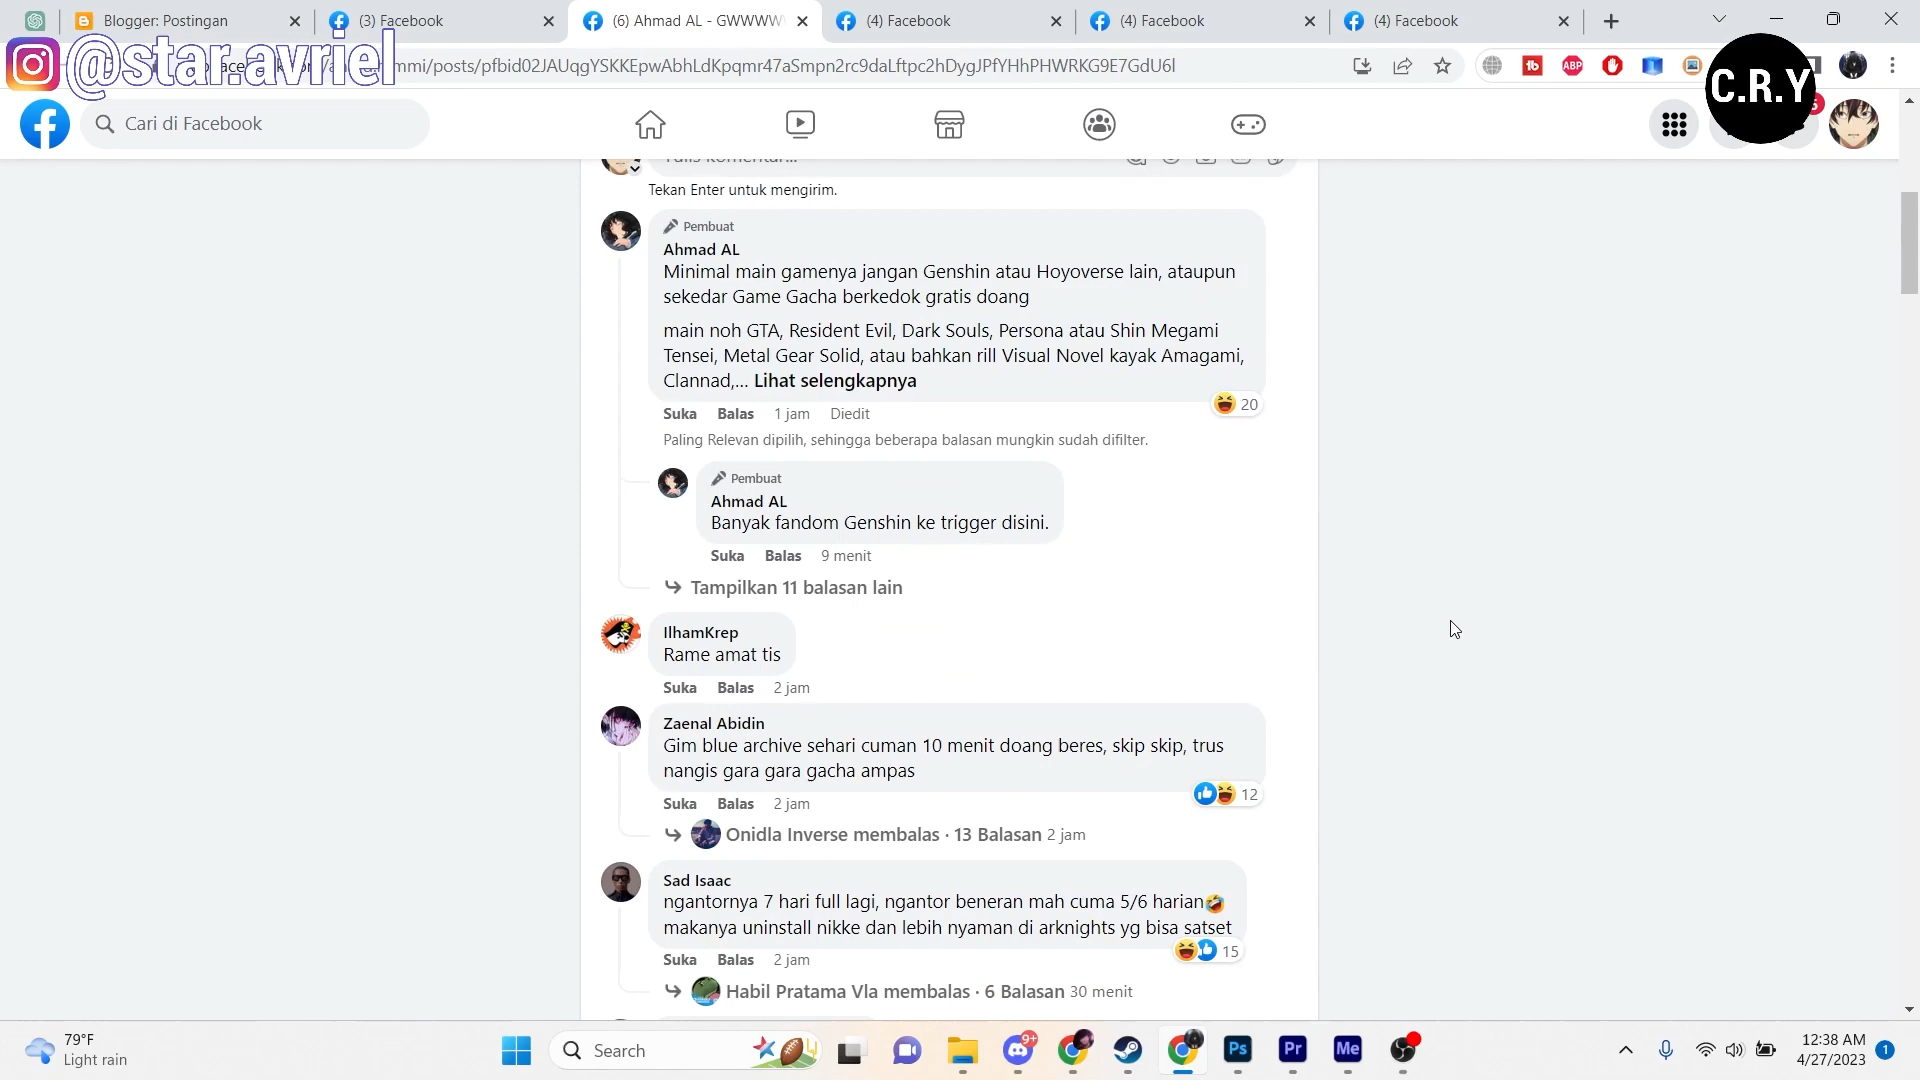 Blogger: Postingan
(3) Facebook
(6) Ahmad AL - GWWWW
(4) Facebook
(4) Facebook
(4) Facebook
@star.avriel
mmi/posts/pfbid02JAUqgYSKKEpwAbhLdKpqmr47aSmpn2rc9daLftpc2hDygJPfYHhPHWRKG9E7GdU6l
C.R.Y
Cari di Facebook
Tulis komentar...
Tekan Enter untuk mengirim.
Pembuat
Ahmad AL
Minimal main gamenya jangan Genshin atau Hoyoverse lain, ataupun
sekedar Game Gacha berkedok gratis doang
main noh GTA, Resident Evil, Dark Souls, Persona atau Shin Megami
Tensei, Metal Gear Solid, atau bahkan rill Visual Novel kayak Amagami,
Clannad,... Lihat selengkapnya
20
Suka Balas 1 jam Diedit
Paling Relevan dipilih, sehingga beberapa balasan mungkin sudah difilter.
Pembuat
Ahmad AL
Banyak fandom Genshin ke trigger disini.
Suka Balas 9 menit
Tampilkan 11 balasan lain
IlhamKrep
Rame amat tis
Suka Balas 2 jam
Zaenal Abidin
Gim blue archive sehari cuman 10 menit doang beres, skip skip, trus
nangis gara gara gacha ampas
12
Suka Balas 2 jam
Onidla Inverse membalas · 13 Balasan 2 jam
Sad Isaac
ngantornya 7 hari full lagi, ngantor beneran mah cuma 5/6 harian🤣
makanya uninstall nikke dan lebih nyaman di arknights yg bisa satset
15
Suka Balas 2 jam
Habil Pratama Vla membalas · 6 Balasan 30 menit
79°F
Light rain
Search
9+
Ps
Pr
Me
12:38 AM
4/27/2023
1